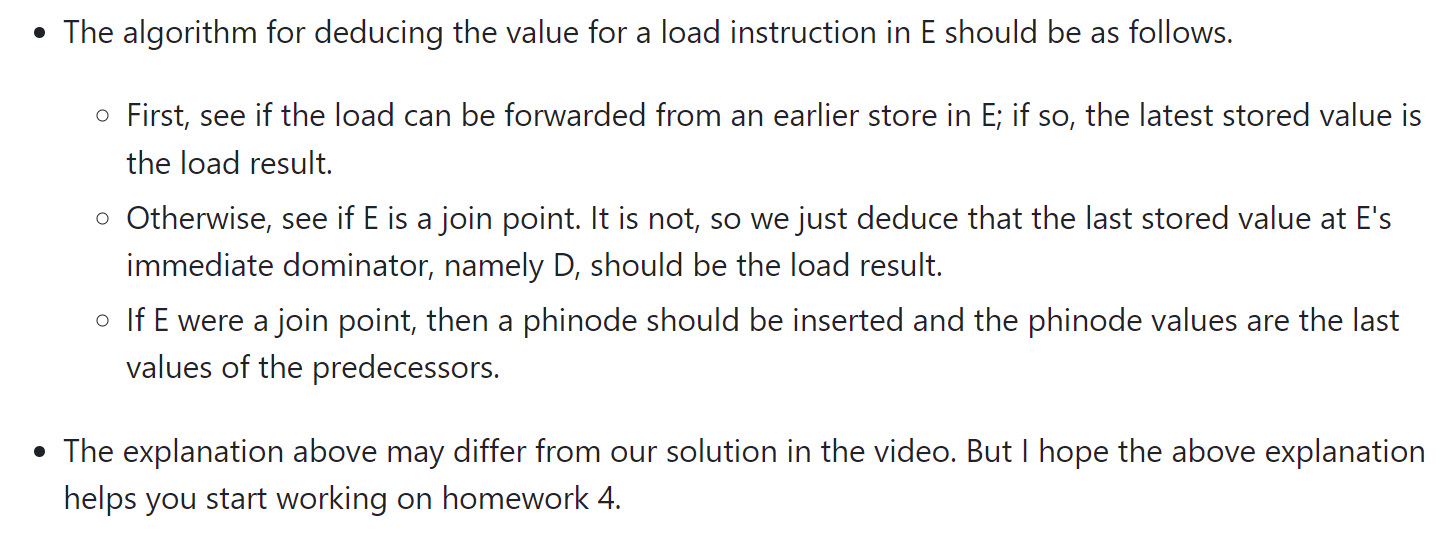 • The algorithm for deducing the value for a load instruction in E should be as follows.
○ First, see if the load can be forwarded from an earlier store in E; if so, the latest stored value is
the load result.
○ Otherwise, see if E is a join point. It is not, so we just deduce that the last stored value at E's
immediate dominator, namely D, should be the load result.
○ If E were a join point, then a phinode should be inserted and the phinode values are the last
values of the predecessors.
• The explanation above may differ from our solution in the video. But I hope the above explanation
helps you start working on homework 4.